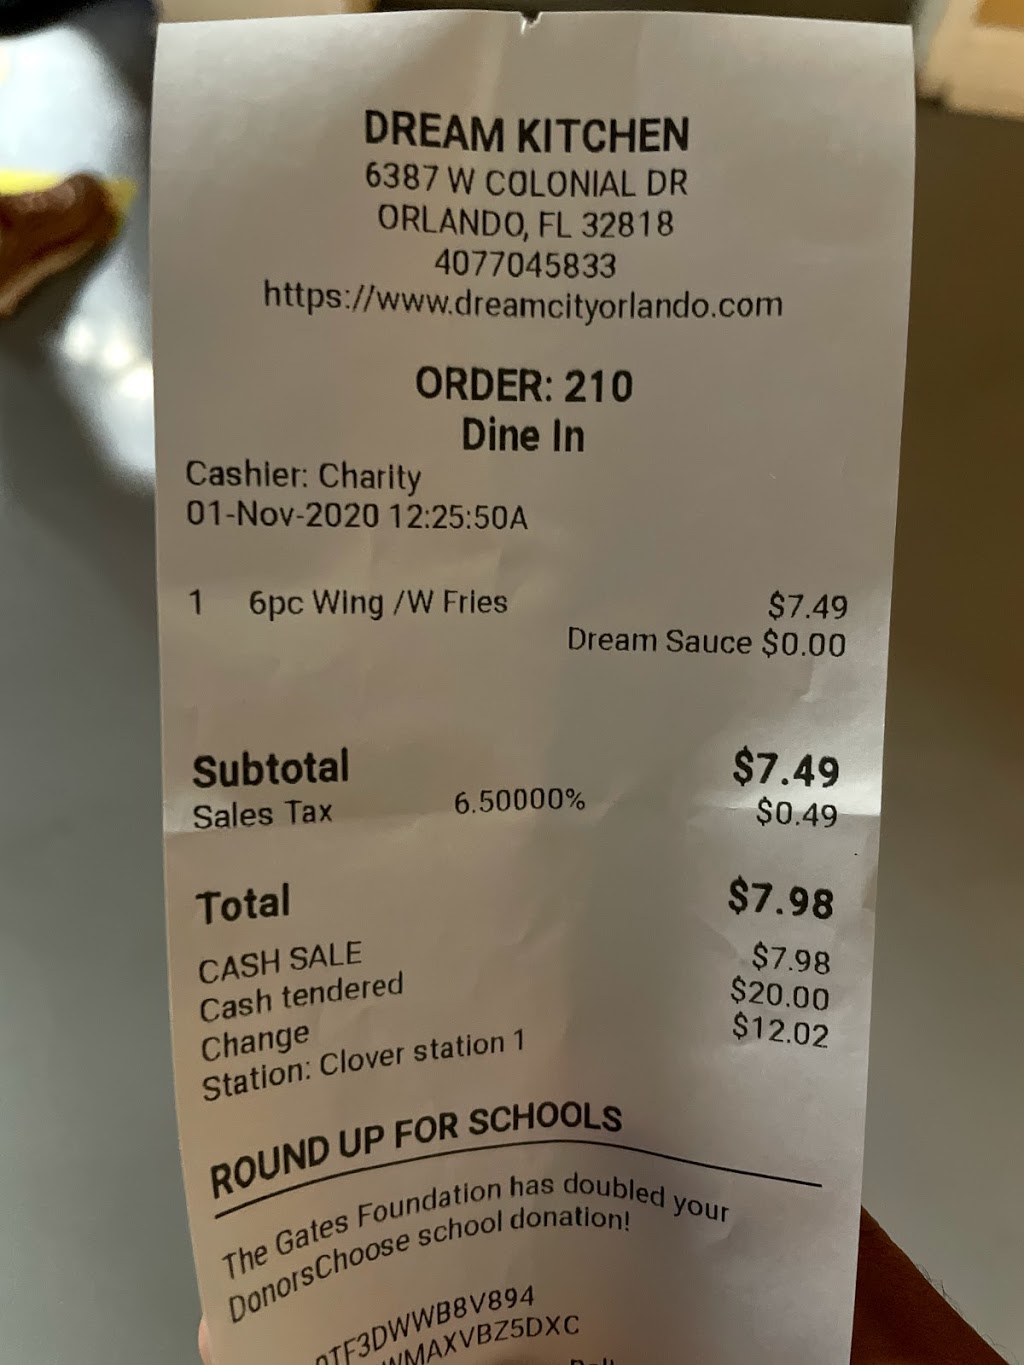 DREAM KITCHEN
6387 W COLONIAL DR
ORLANDO, FL 32818
4077045833
https://www.dreamcityorlando.com
ORDER: 210
Dine In
Cashier: Charity
01-Nov-2020 12:25:50A
1 6pc Wing /W Fries $7.49
Dream Sauce $0.00
Subtotal $7.49
Sales Tax 6.50000% $0.49
Total $7.98
CASH SALE $7.98
Cash tendered $20.00
Change $12.02
Station: Clover station 1
ROUND UP FOR SCHOOLS
The Gates Foundation has doubled your
DonorsChoose school donation!